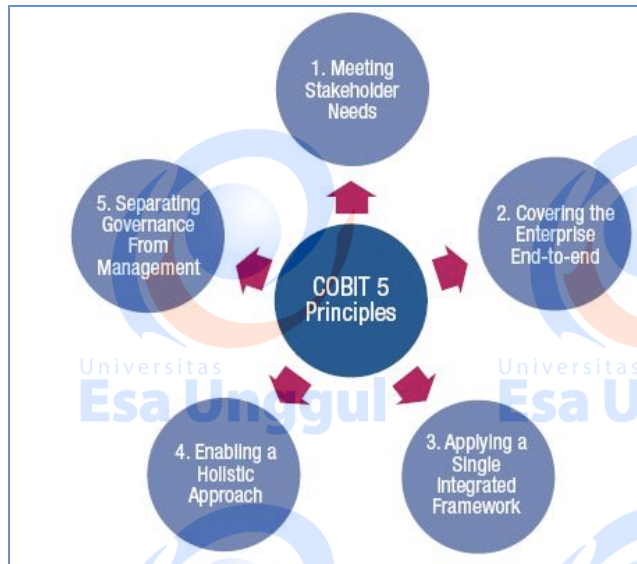 1. Meeting
Stakeholder
Needs
2. Covering the
Enterprise
End-to-end
3. Applying a
Single
Integrated
Framework
4. Enabling a
Holistic
Approach
5. Separating
Governance
From
Management
COBIT 5
Principles
Universitas
Esa Unggul
Universitas
Esa U